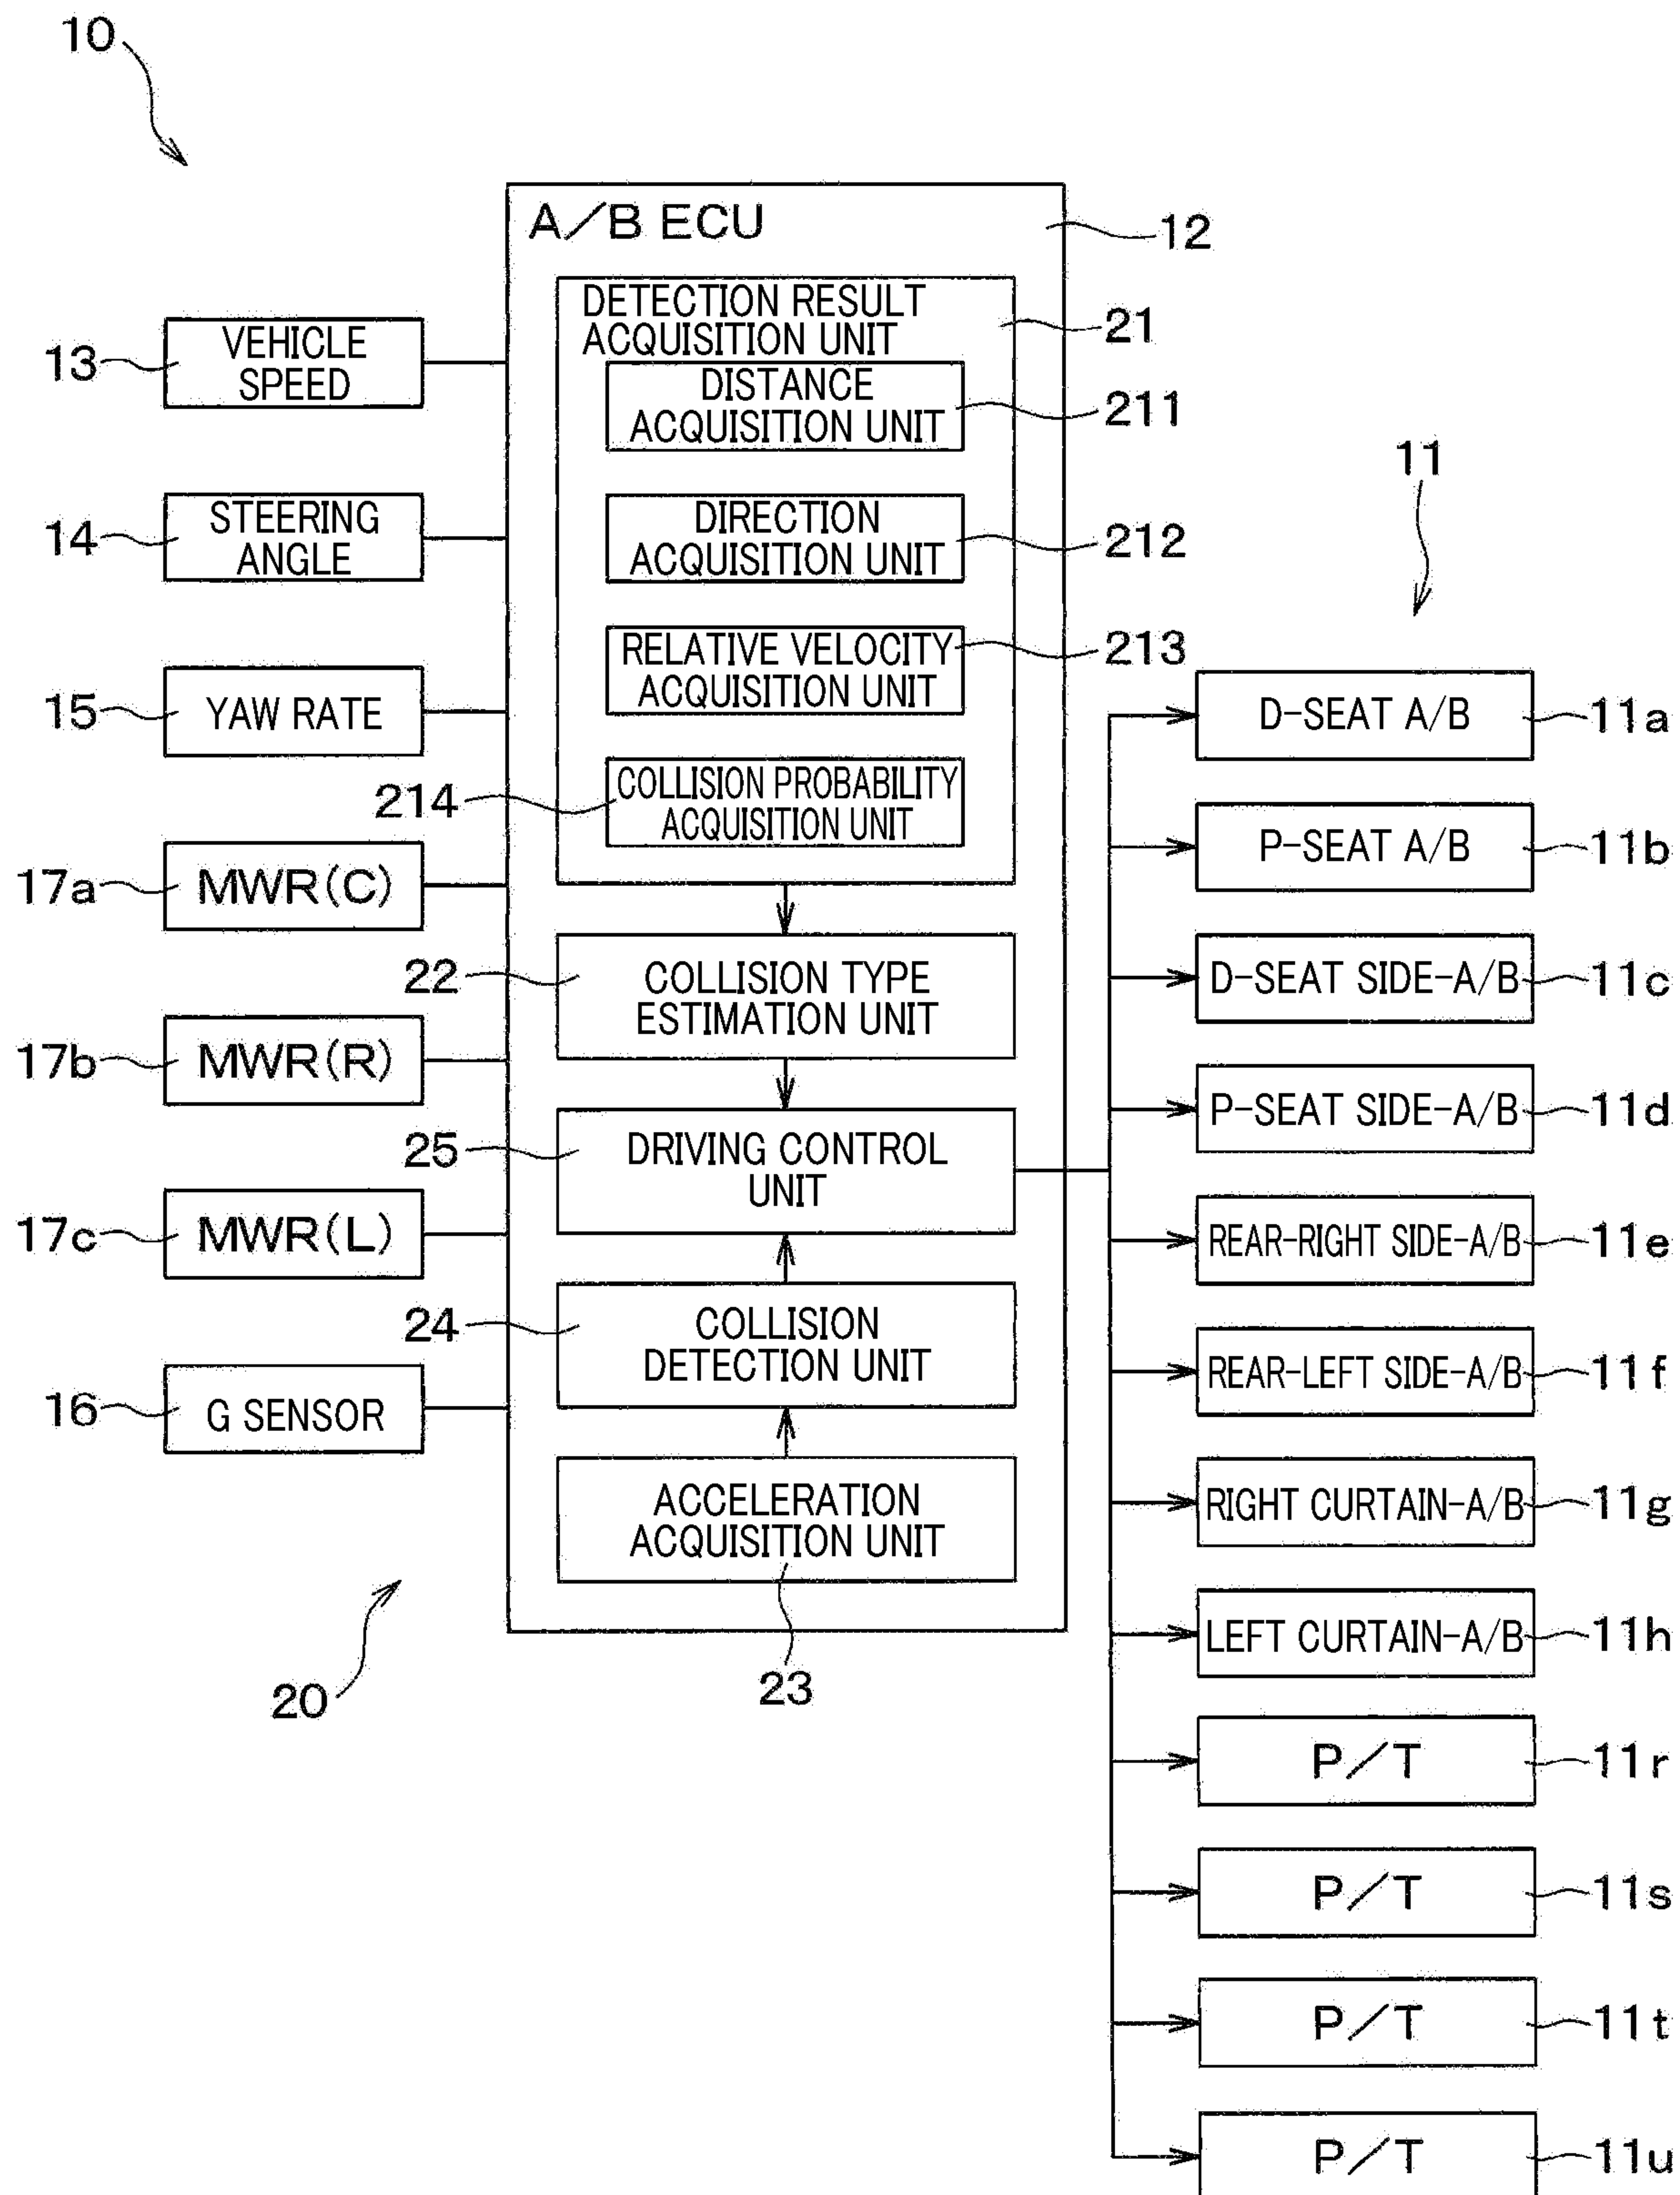 10
A/B ECU
12
DETECTION RESULT
ACQUISITION UNIT
21
DISTANCE
ACQUISITION UNIT
211
DIRECTION
ACQUISITION UNIT
212
RELATIVE VELOCITY
ACQUISITION UNIT
213
COLLISION PROBABILITY
ACQUISITION UNIT
214
COLLISION TYPE
ESTIMATION UNIT
22
DRIVING CONTROL
UNIT
25
COLLISION
DETECTION UNIT
24
ACCELERATION
ACQUISITION UNIT
23
20
13
VEHICLE
SPEED
14
STEERING
ANGLE
15
YAW RATE
17a
MWR(C)
17b
MWR(R)
17c
MWR(L)
16
G SENSOR
11
D-SEAT A/B
11a
P-SEAT A/B
11b
D-SEAT SIDE-A/B
11c
P-SEAT SIDE-A/B
11d
REAR-RIGHT SIDE-A/B
11e
REAR-LEFT SIDE-A/B
11f
RIGHT CURTAIN-A/B
11g
LEFT CURTAIN-A/B
11h
P/T
11r
P/T
11s
P/T
11t
P/T
11u